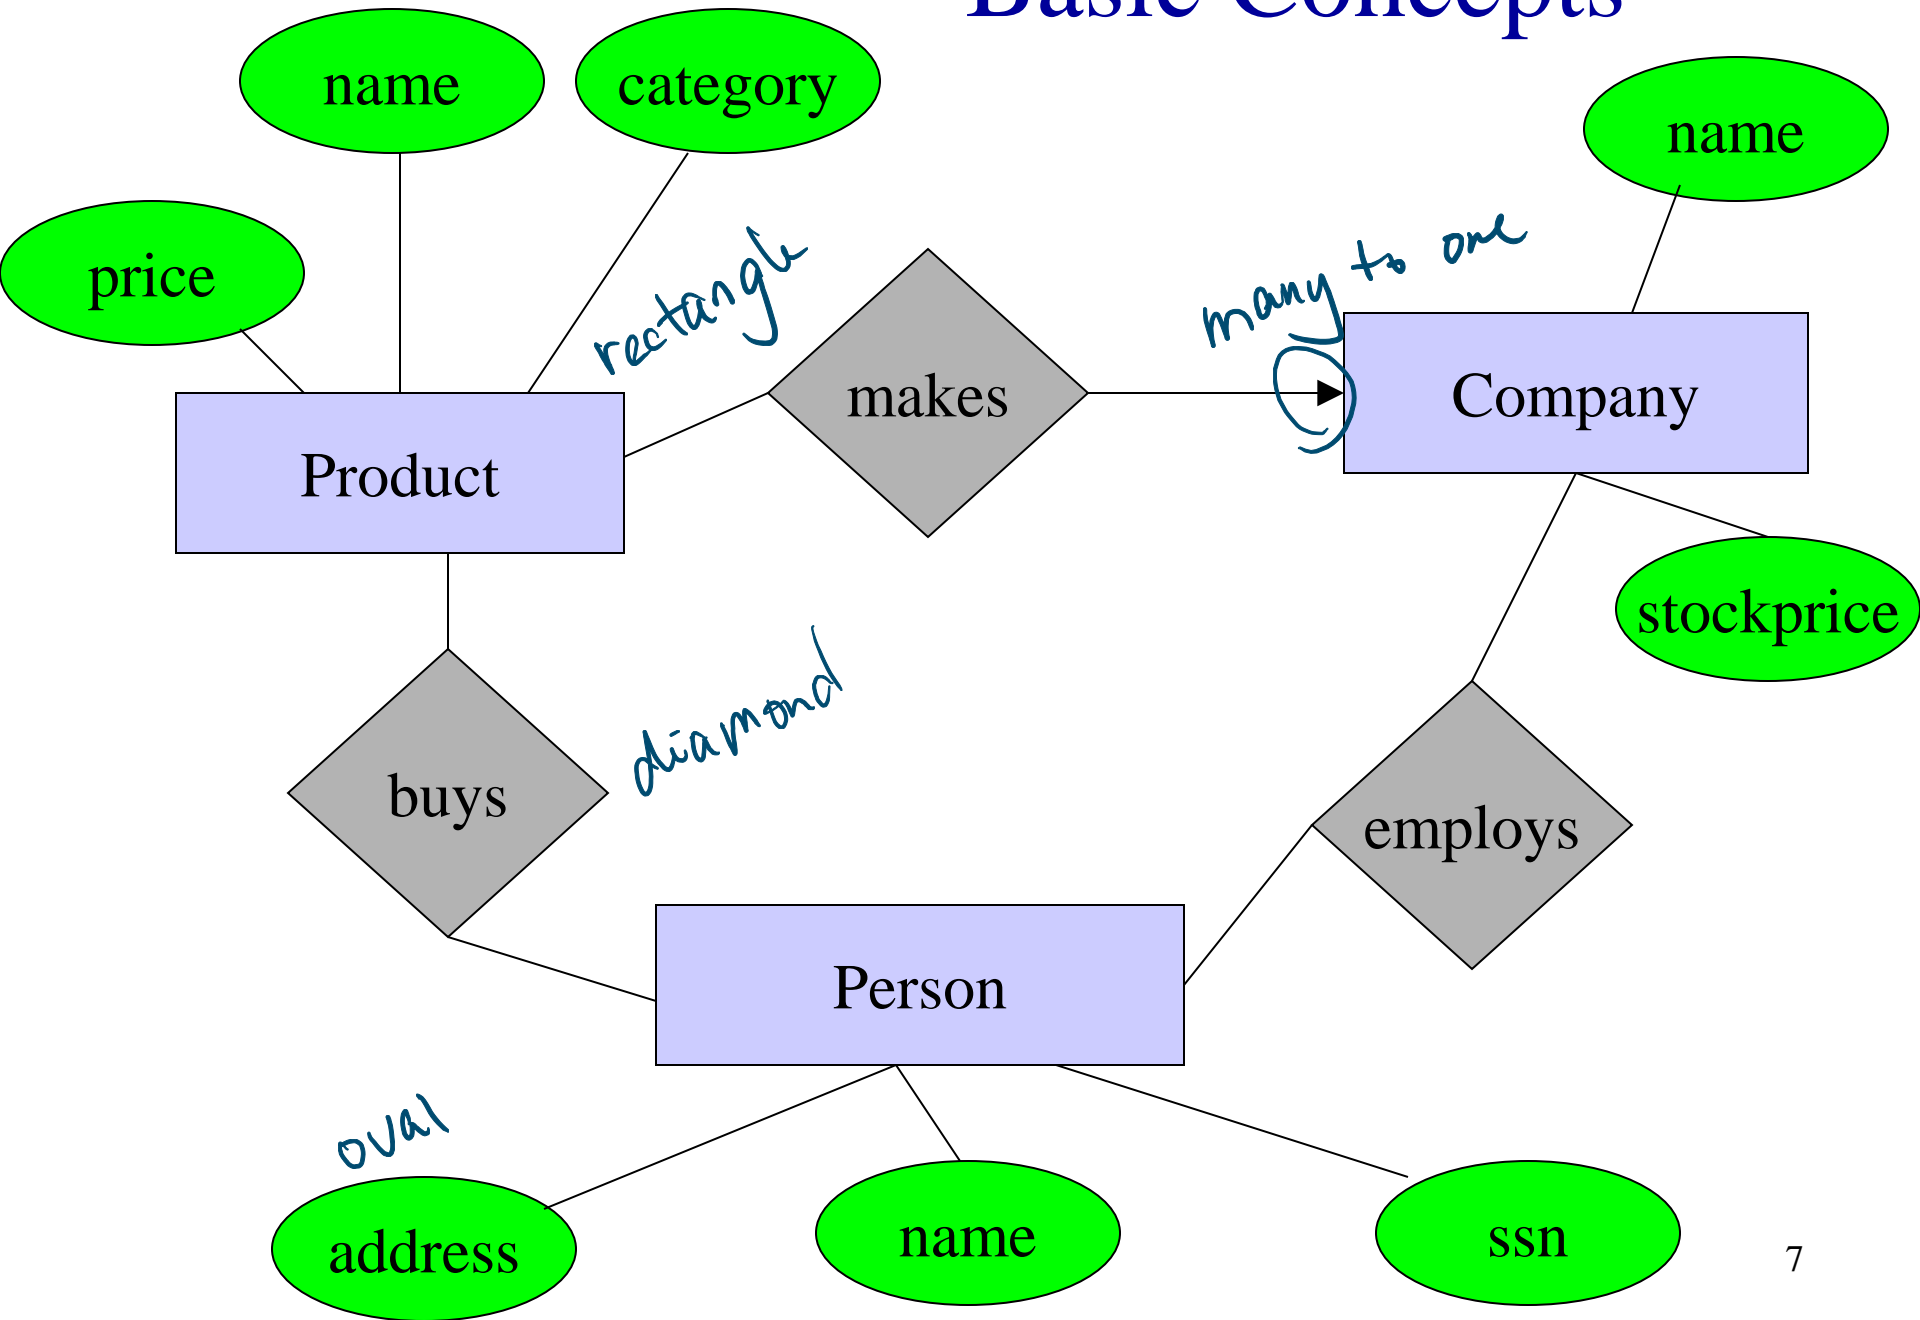 Basic Concepts
name
category
name
price
rectangle
many to one
makes
Company
Product
stockprice
diamond
buys
employs
Person
oval
address
name
ssn
7